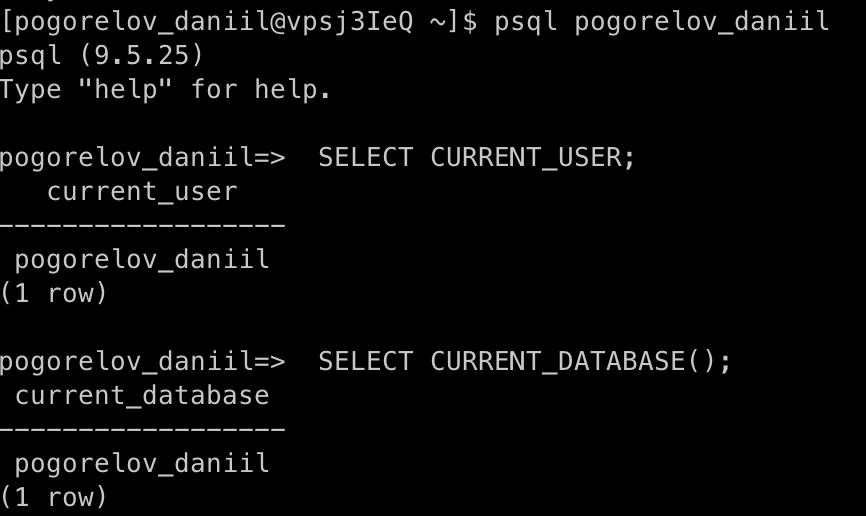 [pogorelov_daniil@vpsj3IeQ ~]$ psql pogorelov_daniil
psql (9.5.25)
Type "help" for help.

pogorelov_daniil=>  SELECT CURRENT_USER;
   current_user
------------------
 pogorelov_daniil
(1 row)

pogorelov_daniil=>  SELECT CURRENT_DATABASE();
 current_database
------------------
 pogorelov_daniil
(1 row)